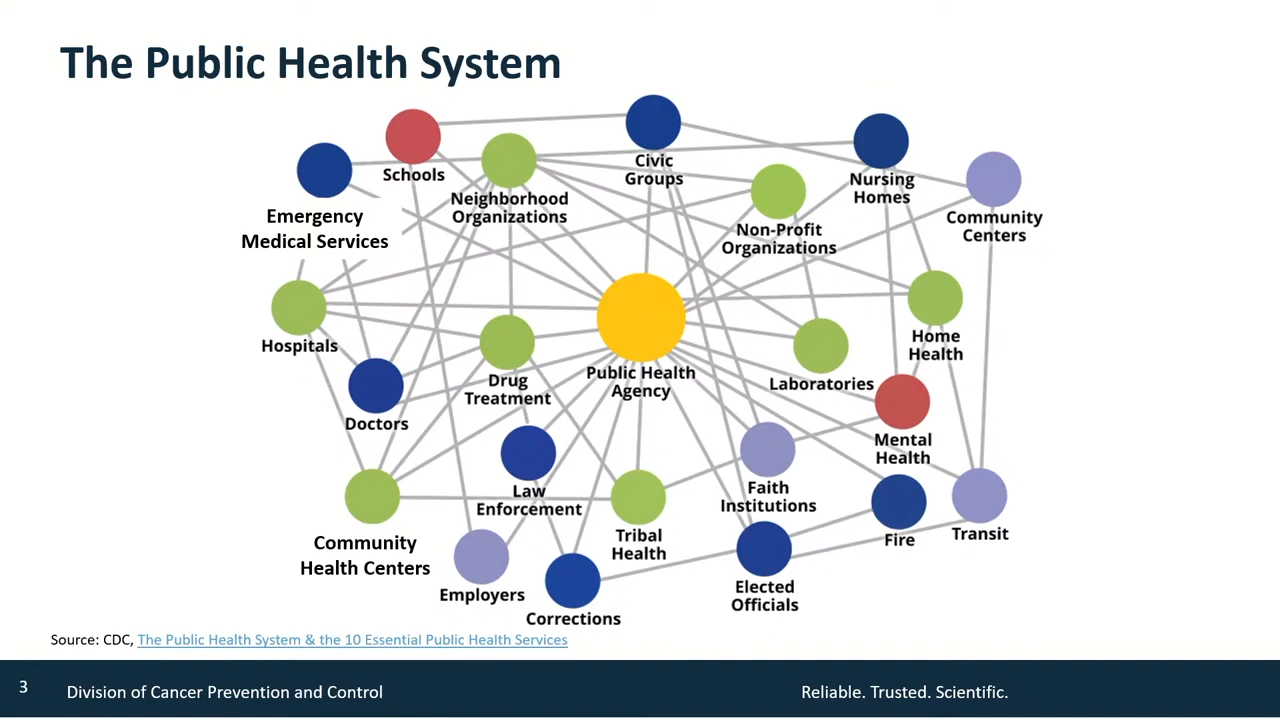 The Public Health System
Schools
Civic
Groups
Nursing
Homes
Neighborhood
Organizations
Emergency
Medical Services
Non-Profit
Organizations
Community
Centers
Hospitals
Home
Health
Public Health
Agency
Drug
Treatment
Laboratories
Doctors
Mental
Health
Law
Enforcement
Faith
Institutions
Tribal
Health
Fire
Transit
Community
Health Centers
Employers
Elected
Officials
Corrections
Source: CDC, The Public Health System & the 10 Essential Public Health Services
3
Division of Cancer Prevention and Control
Reliable. Trusted. Scientific.